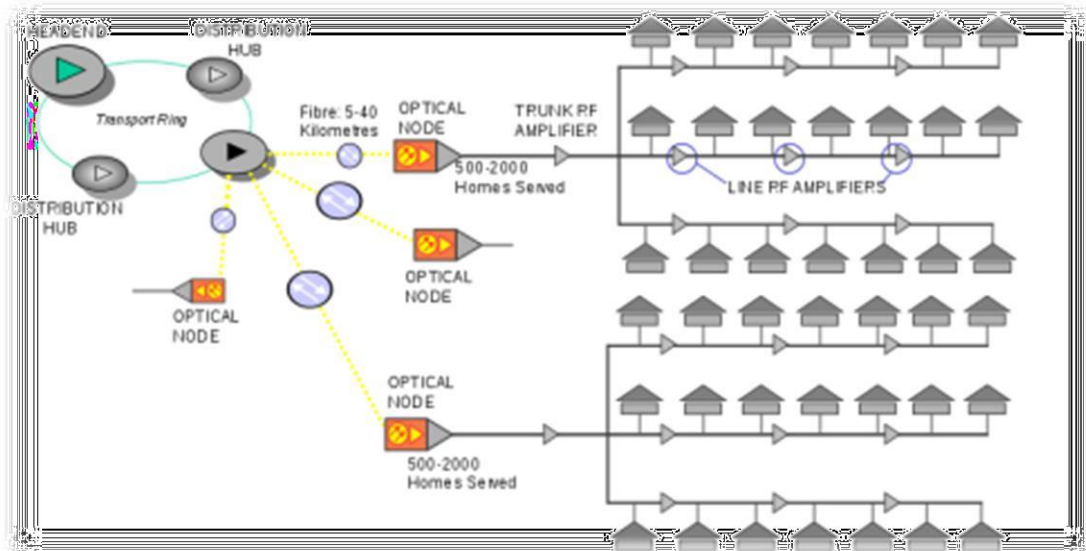 HEADEND
DISTRIBUTION
HUB
Transport Ring
DISTRIBUTION
HUB
Fibre: 5-40
Kilometres
OPTICAL
NODE
500-2000
Homes Served
TRUNK RF
AMPLIFIER
LINE RF AMPLIFIERS
OPTICAL
NODE
OPTICAL
NODE
OPTICAL
NODE
500-2000
Homes Served